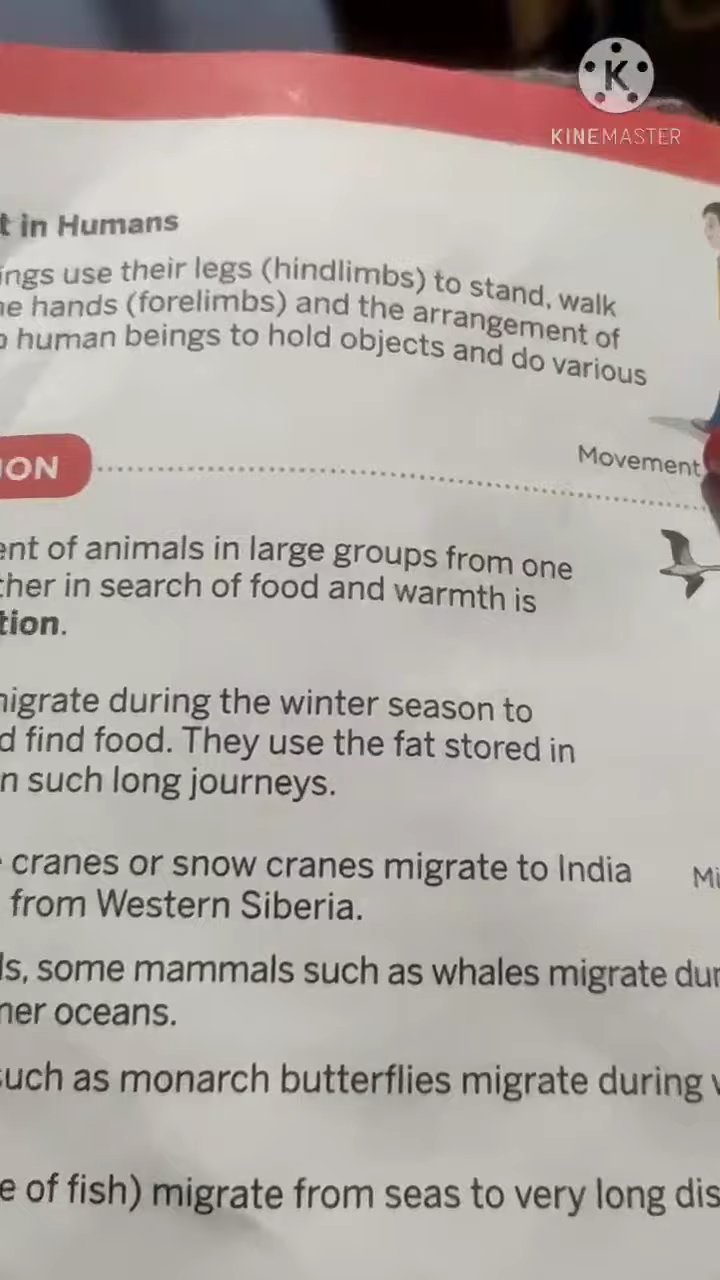 K
KINEMASTER
t in Humans
ings use their legs (hindlimbs) to stand, walk
he hands (forelimbs) and the arrangement of
o human beings to hold objects and do various
ION
Movement
ent of animals in large groups from one
ther in search of food and warmth is
tion.
migrate during the winter season to
d find food. They use the fat stored in
n such long journeys.
cranes or snow cranes migrate to India
Mi
from Western Siberia.
ls, some mammals such as whales migrate dur
ner oceans.
such as monarch butterflies migrate during
e of fish) migrate from seas to very long dis